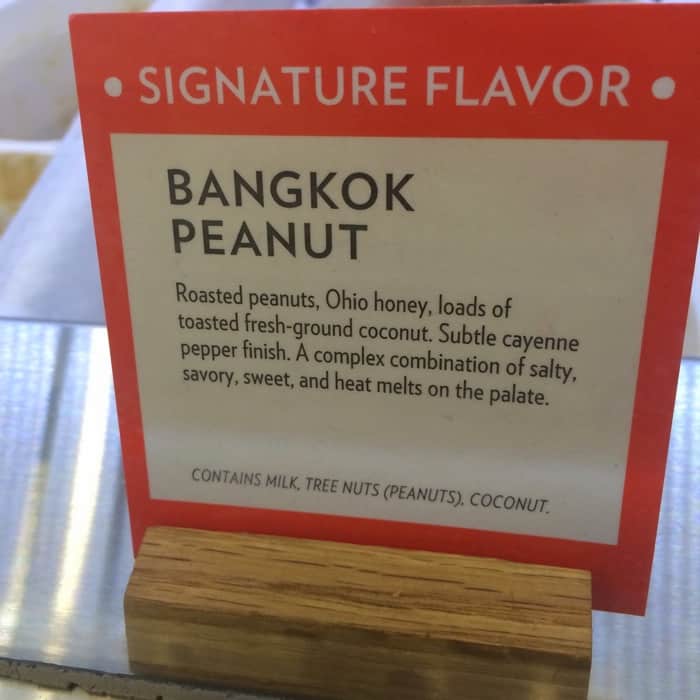 • SIGNATURE FLAVOR •
BANGKOK
PEANUT
Roasted peanuts, Ohio honey, loads of
toasted fresh-ground coconut. Subtle cayenne
pepper finish. A complex combination of salty,
savory, sweet, and heat melts on the palate.
CONTAINS MILK, TREE NUTS (PEANUTS). COCONUT.